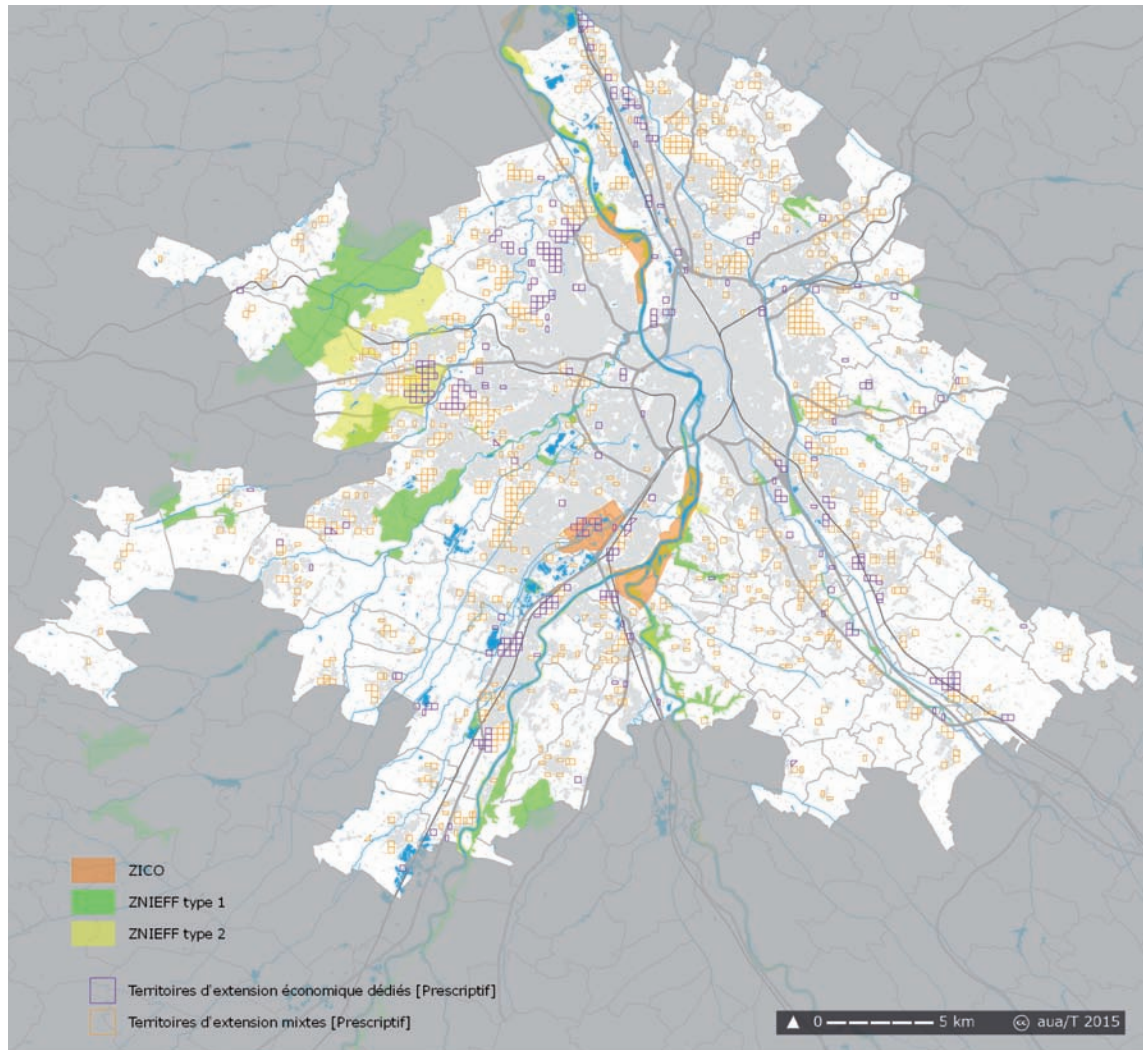 ZICO
ZNIEFF type 1
ZNIEFF type 2
Territoires d'extension économique dédiés [Prescriptif]
Territoires d'extension mixtes [Prescriptif]
0 5 km cc aua/T 2015